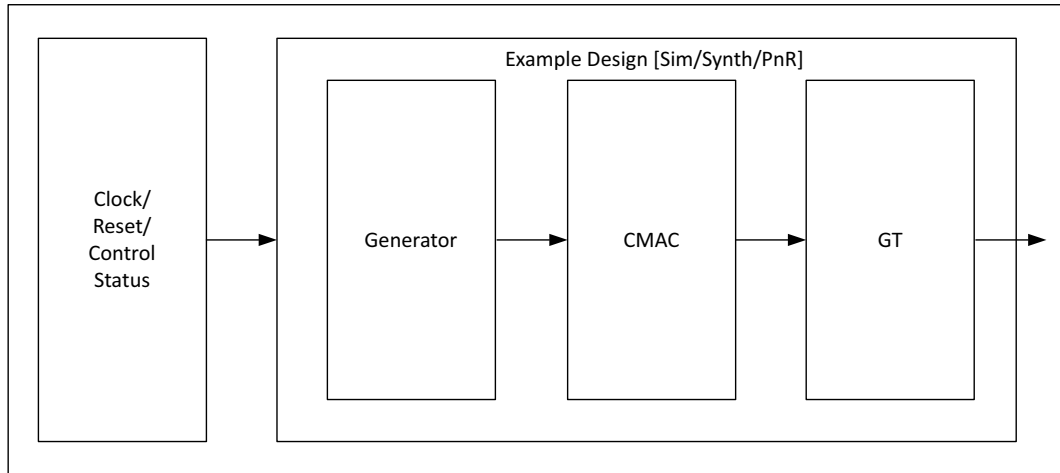 Example Design [Sim/Synth/PnR]
Clock/
Reset/
Control
Status
Generator
CMAC
GT